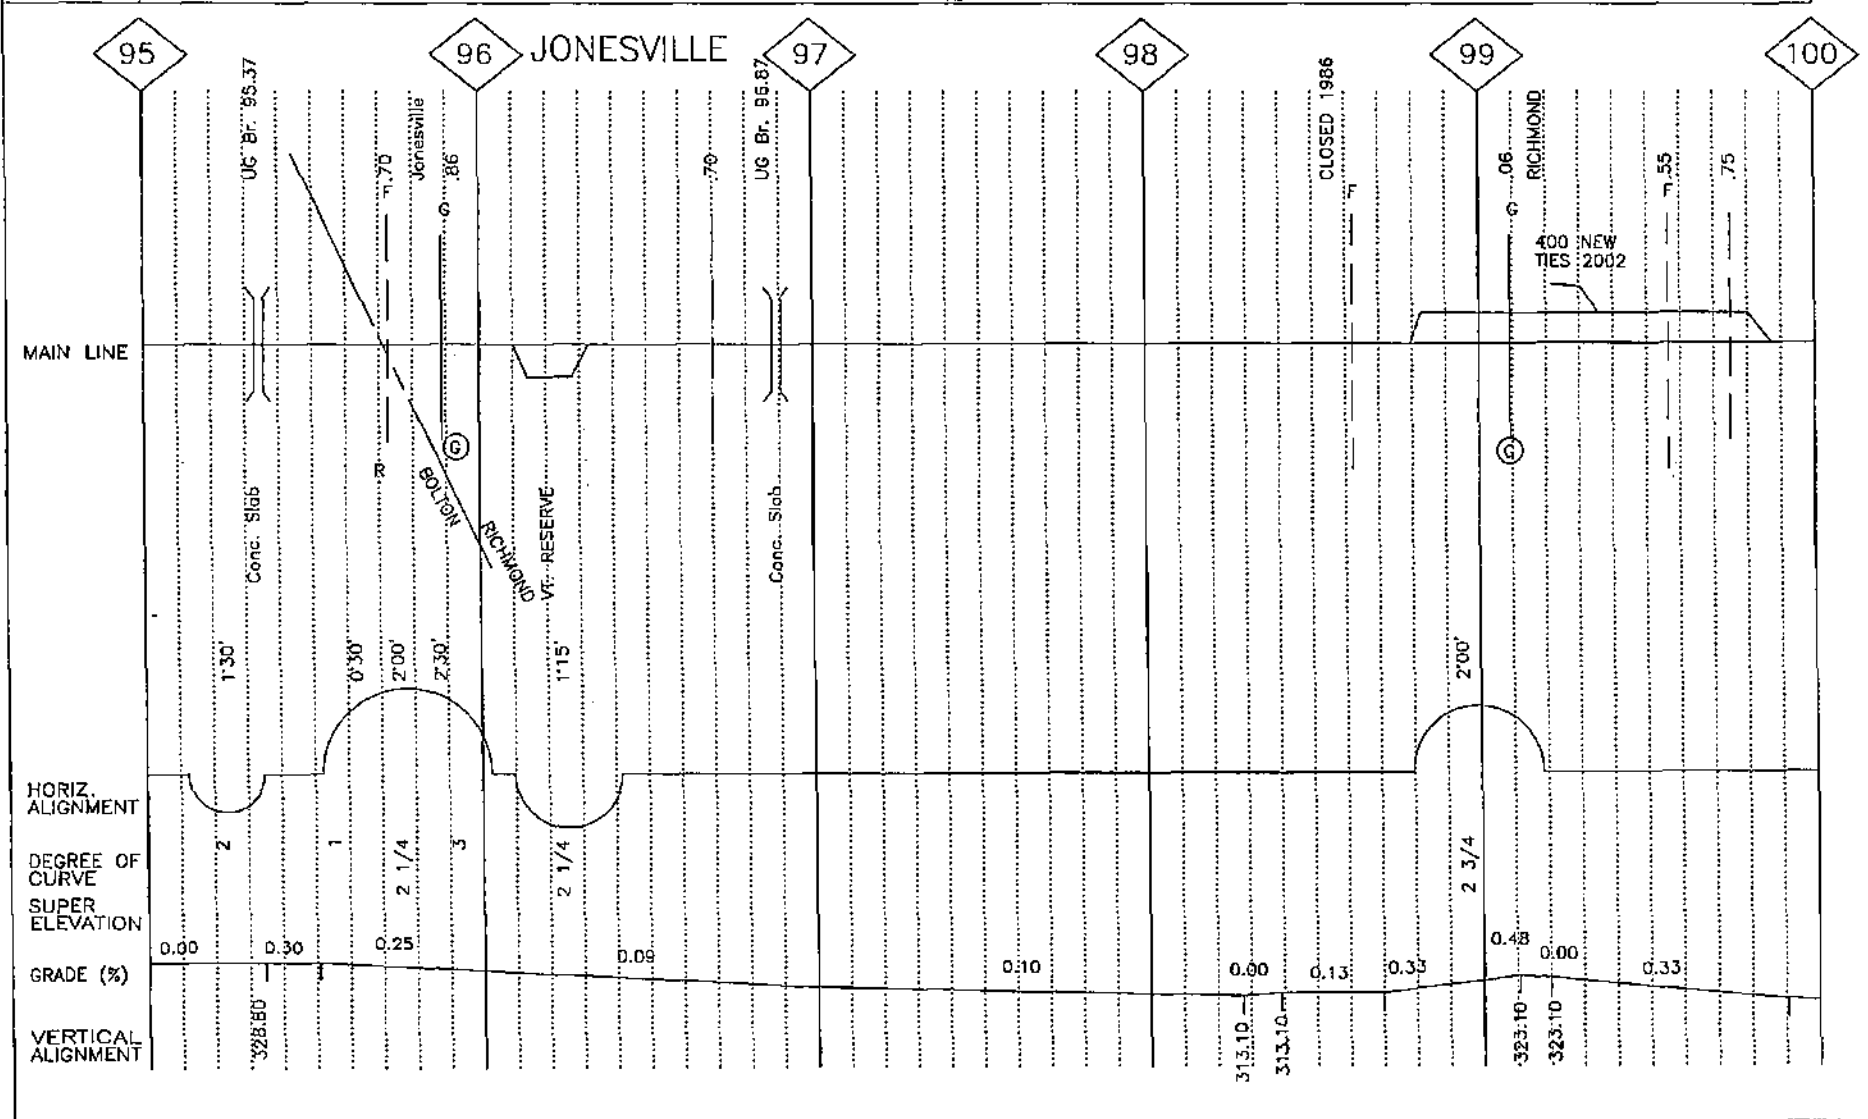 95
96
JONESVILLE
97
98
99
100
UG Br. 95.37
F .70
Jonesville
.86
G
.70
UG Br. 96.87
CLOSED 1986
F
.06
G
RICHMOND
F .55
.75
400 NEW
TIES 2002
MAIN LINE
R
G
G
BOLTON
RICHMOND
Conc. Slab
VT. RESERVE
Conc. Slab
1°30'
0°30'
2°00'
2°30'
1°15'
2°00'
HORIZ.
ALIGNMENT
DEGREE OF
CURVE
2
1
2 1/4
3
2 1/4
2 3/4
SUPER
ELEVATION
0.00
0.30
0.25
0.09
0.10
0.00
0.13
0.33
0.48
0.00
0.33
GRADE (%)
VERTICAL
ALIGNMENT
328.80
313.10
313.10
323.10
323.10